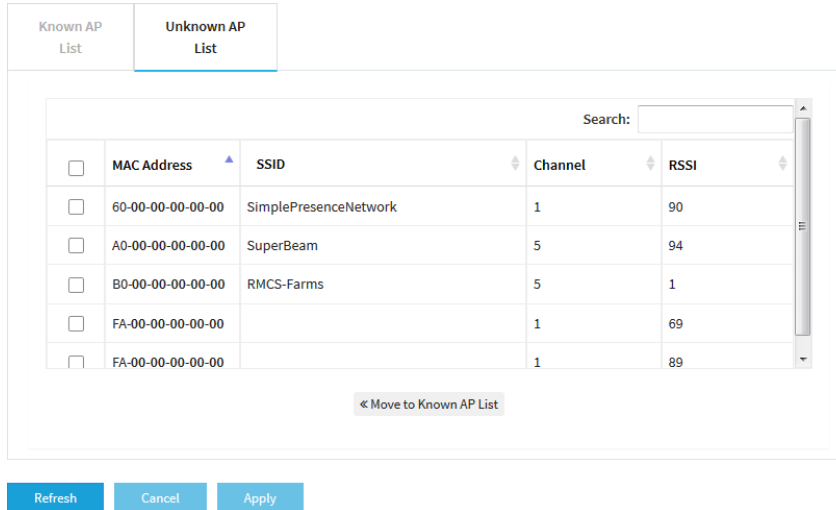 Known AP
List
Unknown AP
List
Search:
MAC Address SSID Channel RSSI
60-00-00-00-00-00 SimplePresenceNetwork 1 90
A0-00-00-00-00-00 SuperBeam 5 94
B0-00-00-00-00-00 RMCS-Farms 5 1
FA-00-00-00-00-00 1 69
FA-00-00-00-00-00 1 89
« Move to Known AP List
Refresh Cancel Apply